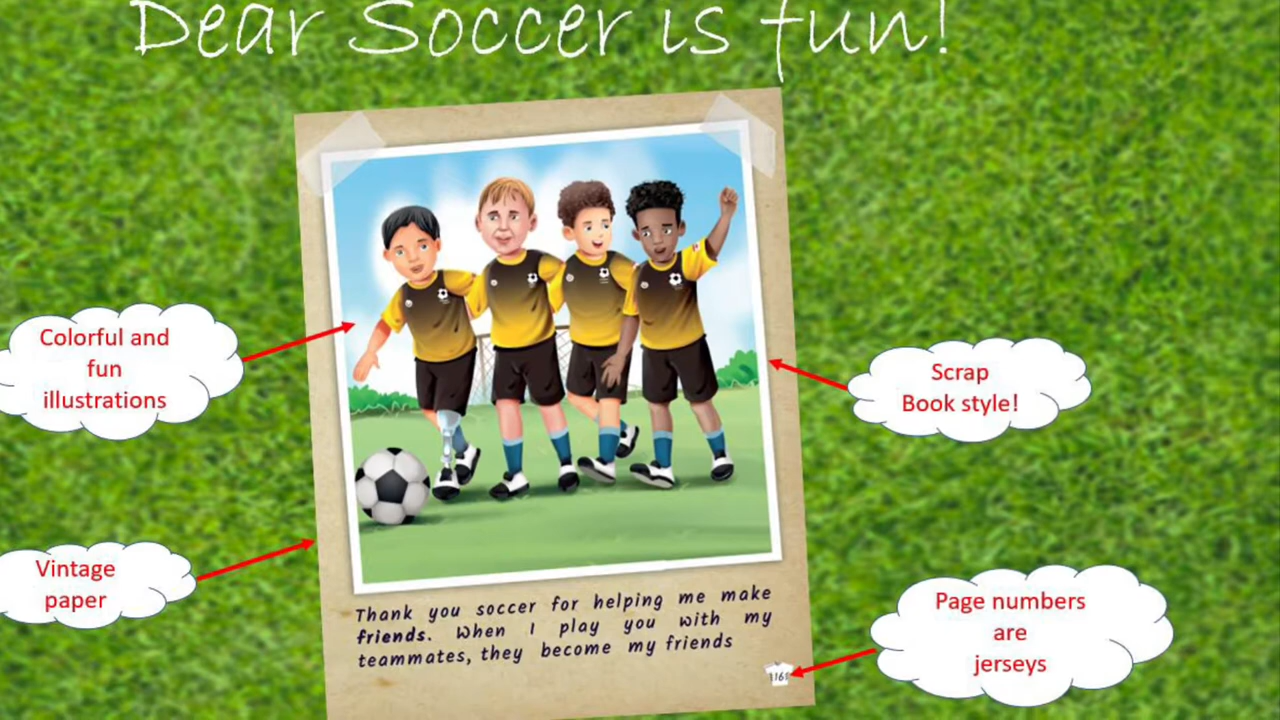 Dear Soccer is fun!
Colorful and
fun
illustrations
Scrap
Book style!
Vintage
paper
Thank you soccer for helping me make
friends. When I play you with my
teammates, they become my friends
Page numbers
are
jerseys
16